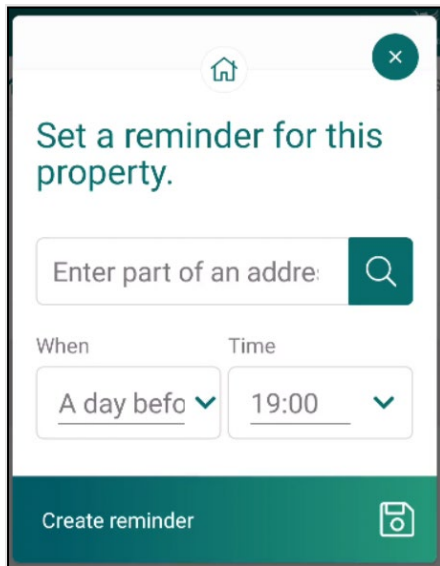 Set a reminder for this
property.
Enter part of an addre
When Time
A day befo 19:00
Create reminder